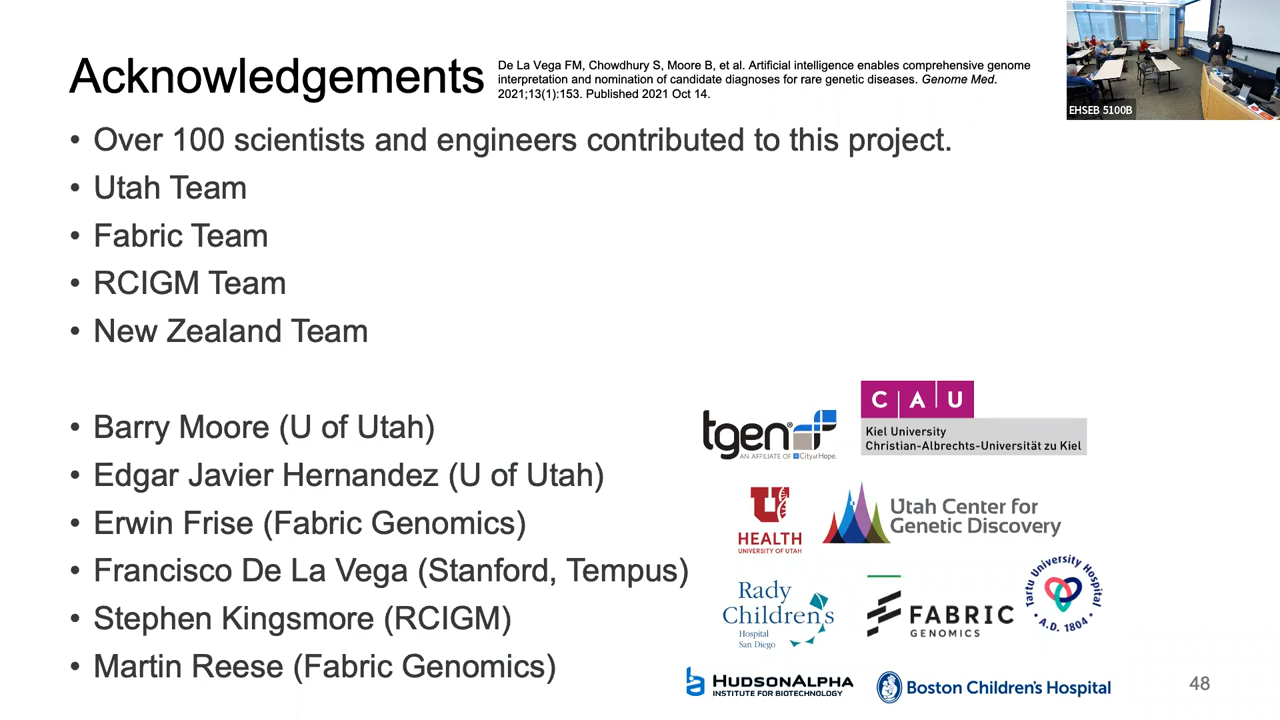 Acknowledgements
De La Vega FM, Chowdhury S, Moore B, et al. Artificial intelligence enables comprehensive genome
interpretation and nomination of candidate diagnoses for rare genetic diseases. Genome Med.
2021;13(1):153. Published 2021 Oct 14.
EHSEB 5100B
• Over 100 scientists and engineers contributed to this project.
• Utah Team
• Fabric Team
• RCIGM Team
• New Zealand Team
• Barry Moore (U of Utah)
• Edgar Javier Hernandez (U of Utah)
• Erwin Frise (Fabric Genomics)
• Francisco De La Vega (Stanford, Tempus)
• Stephen Kingsmore (RCIGM)
• Martin Reese (Fabric Genomics)
tgen®
AN AFFILIATE OF City of Hope.
C A U
Kiel University
Christian-Albrechts-Universität zu Kiel
U
HEALTH
UNIVERSITY OF UTAH
Utah Center for
Genetic Discovery
Rady
Children's
Hospital
San Diego
FABRIC
GENOMICS
Tartu University Hospital
• A.D. 1804 •
HUDSONALPHA
INSTITUTE FOR BIOTECHNOLOGY
Boston Children's Hospital
48